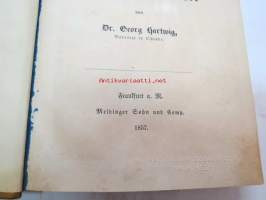 von
Dr. Georg Hartwig,
Antikvariaatti.net
Frankfurt a. M.
Meidinger Sohn und Comp.
1857.